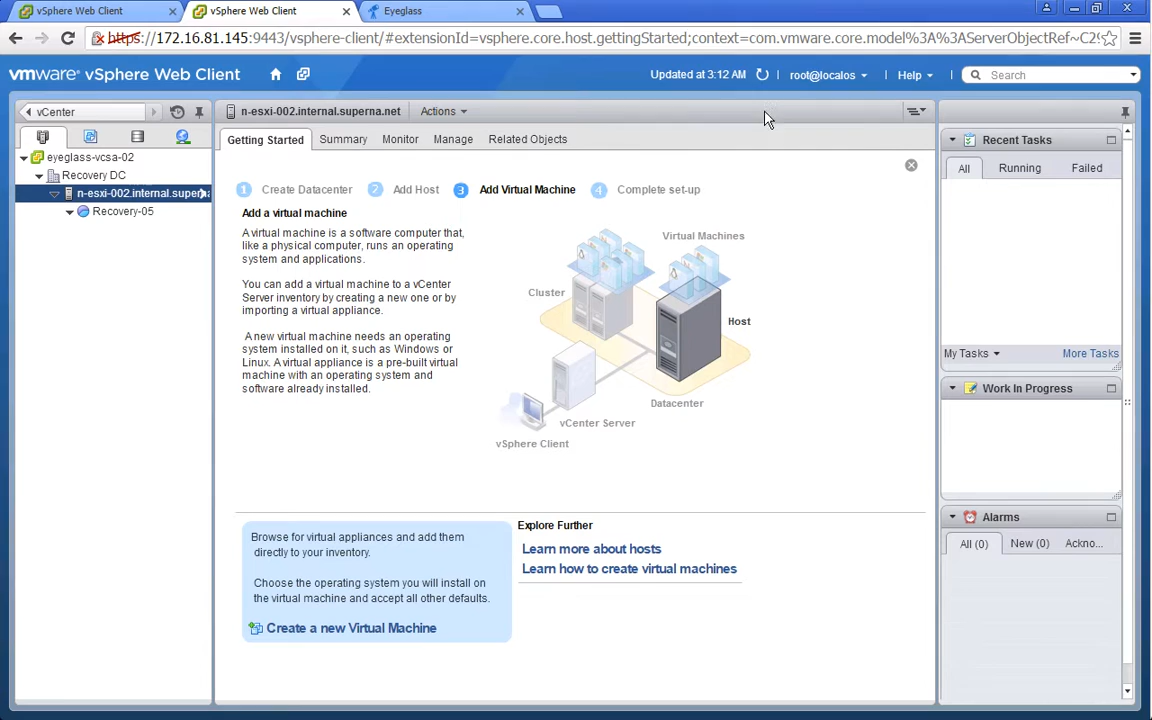 vSphere Web Client
vSphere Web Client
Eyeglass
https://172.16.81.145:9443/vsphere-client/#extensionId=vsphere.core.host.gettingStarted;context=com.vmware.core.model%3A%3AServerObjectRef~C29
vmware vSphere Web Client
Updated at 3:12 AM
root@localos
Help
Search
vCenter
n-esxi-002.internal.superna.net
Actions
Getting Started
Summary
Monitor
Manage
Related Objects
eyeglass-vcsa-02
Recovery DC
n-esxi-002.internal.superna
Recovery-05
1 Create Datacenter
2 Add Host
3 Add Virtual Machine
4 Complete set-up
Add a virtual machine
A virtual machine is a software computer that,
like a physical computer, runs an operating
system and applications.
You can add a virtual machine to a vCenter
Server inventory by creating a new one or by
importing a virtual appliance.
A new virtual machine needs an operating
system installed on it, such as Windows or
Linux. A virtual appliance is a pre-built virtual
machine with an operating system and
software already installed.
Virtual Machines
Cluster
Host
Datacenter
vCenter Server
vSphere Client
Browse for virtual appliances and add them
directly to your inventory.
Choose the operating system you will install on
the virtual machine and accept all other defaults.
Create a new Virtual Machine
Explore Further
Learn more about hosts
Learn how to create virtual machines
Recent Tasks
All
Running
Failed
My Tasks
More Tasks
Work In Progress
Alarms
All (0)
New (0)
Ackno...